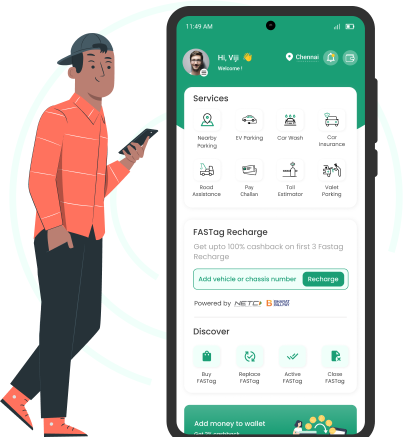 11:49 AM
Hi, Viji 👋
Chennai
Welcome !
Services
Nearby
Parking
EV Parking
Car Wash
Car
Insurance
Road
Assistance
Pay
Challan
Toll
Estimator
Valet
Parking
FASTag Recharge
Get upto 100% cashback on first 3 Fastag
Recharge
Add vehicle or chassis number
Recharge
Powered by NETC BHARAT BILLPAY
Discover
Buy
FASTag
Replace
FASTag
Active
FASTag
Close
FASTag
Add money to wallet